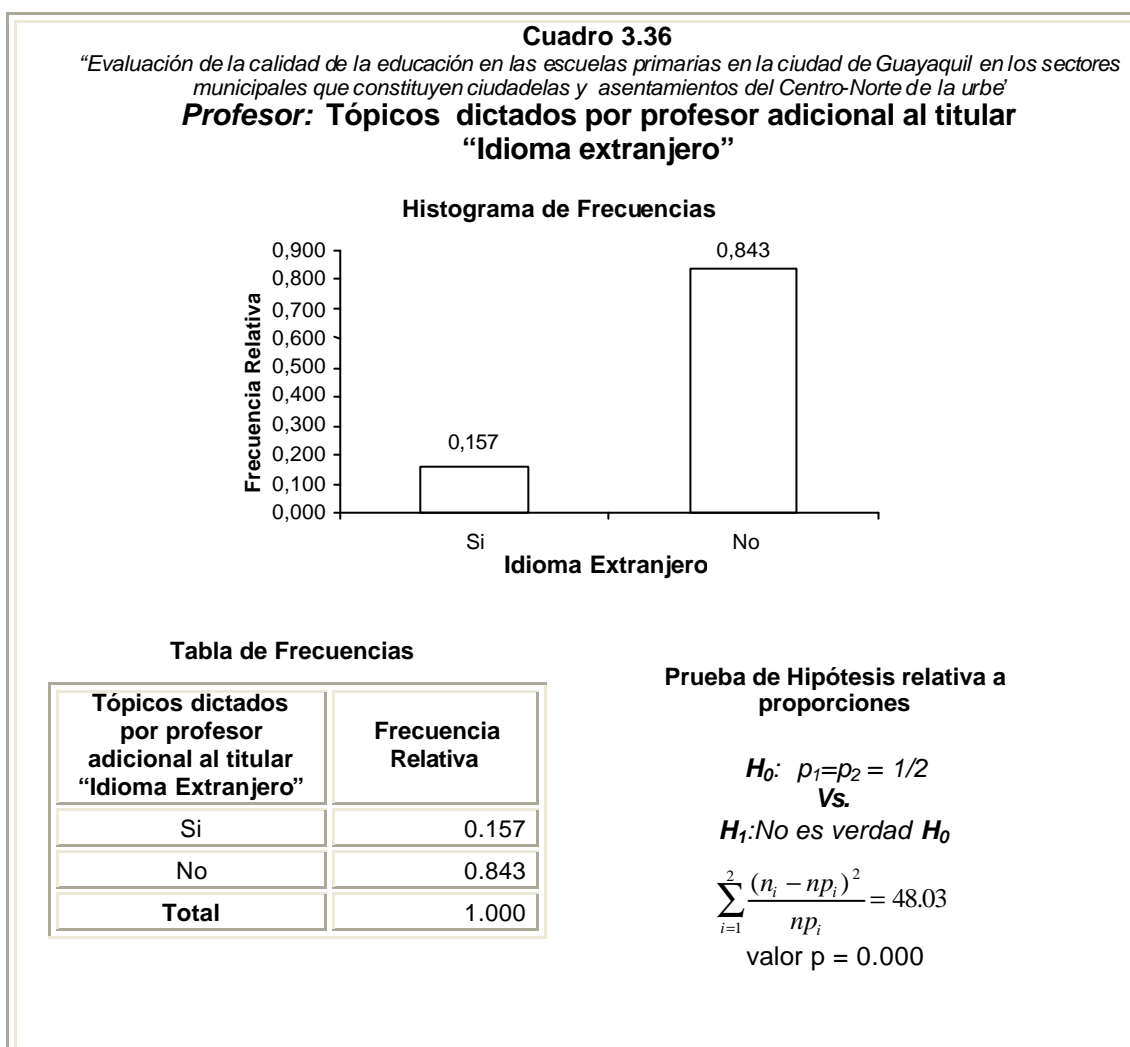 Cuadro 3.36
“Evaluación de la calidad de la educación en las escuelas primarias en la ciudad de Guayaquil en los sectores
municipales que constituyen ciudadelas y asentamientos del Centro-Norte de la urbe’
Profesor: Tópicos dictados por profesor adicional al titular
“Idioma extranjero”
Histograma de Frecuencias
Frecuencia Relativa
0,900
0,800
0,700
0,600
0,500
0,400
0,300
0,200
0,100
0,000
0,157
0,843
Si
No
Idioma Extranjero
Tabla de Frecuencias
Tópicos dictados
por profesor
adicional al titular
“Idioma Extranjero”
Frecuencia
Relativa
Si 0.157
No 0.843
Total 1.000
Prueba de Hipótesis relativa a
proporciones
H₀: p₁=p₂ = 1/2
Vs.
H₁:No es verdad H₀
∑_{i=1}^{2} (n_i − np_i)² / np_i = 48.03
valor p = 0.000